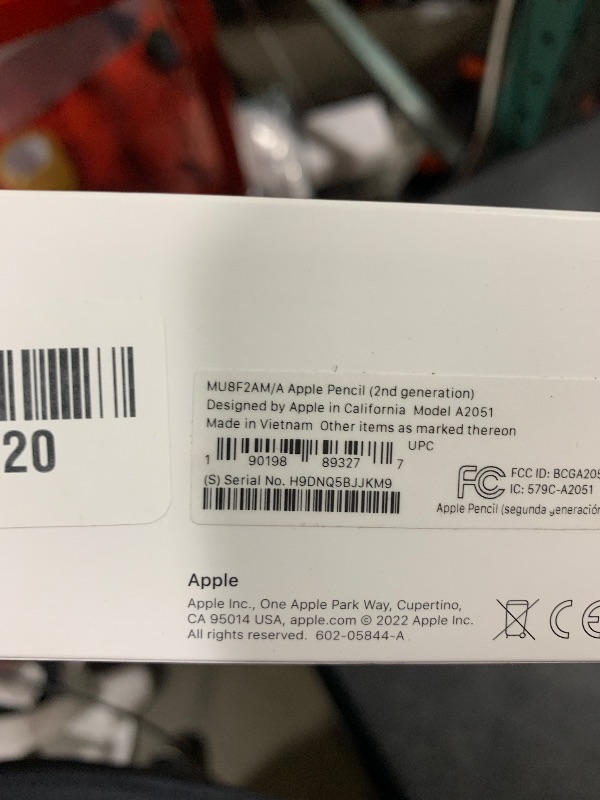 20
MU8F2AM/A Apple Pencil (2nd generation)
Designed by Apple in California Model A2051
Made in Vietnam Other items as marked thereon
UPC
1 90198 89327 7
(S) Serial No. H9DNQ5BJJKM9
FC FCC ID: BCGA205
IC: 579C-A2051
Apple Pencil (segunda generación
Apple
Apple Inc., One Apple Park Way, Cupertino,
CA 95014 USA, apple.com © 2022 Apple Inc.
All rights reserved. 602-05844-A
CE